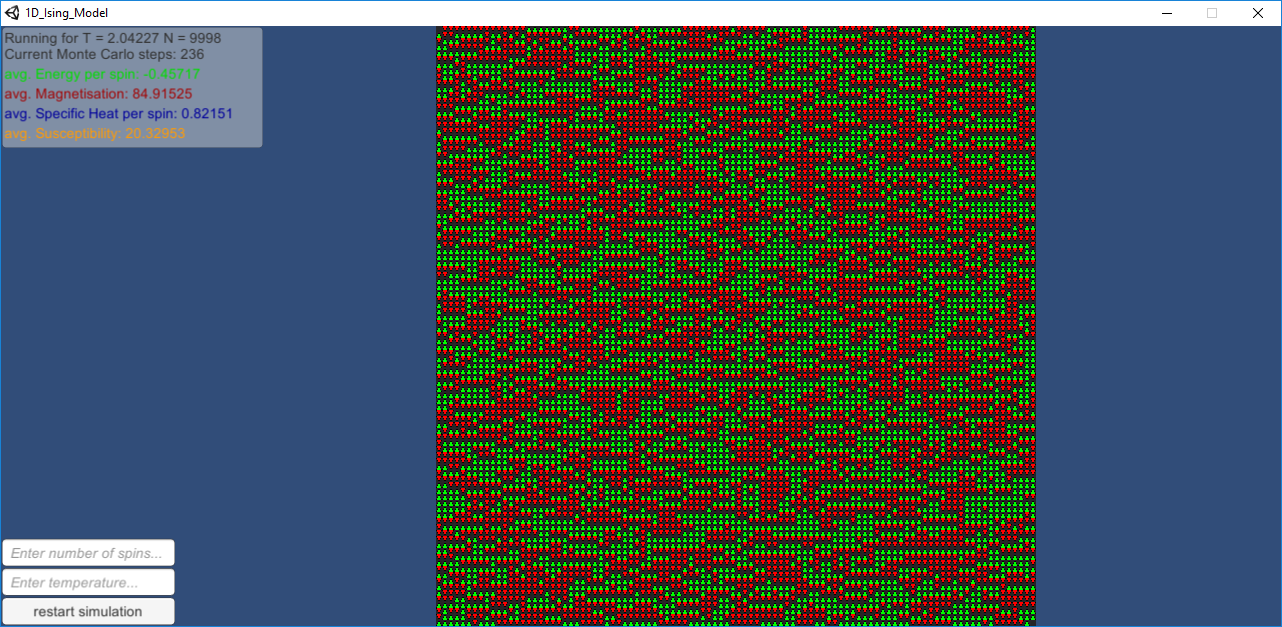 1D_Ising_Model
Running for T = 2.04227 N = 9998
Current Monte Carlo steps: 236
avg. Energy per spin: -0.45717
avg. Magnetisation: 84.91525
avg. Specific Heat per spin: 0.82151
avg. Susceptibility: 20.32953
Enter number of spins...
Enter temperature...
restart simulation